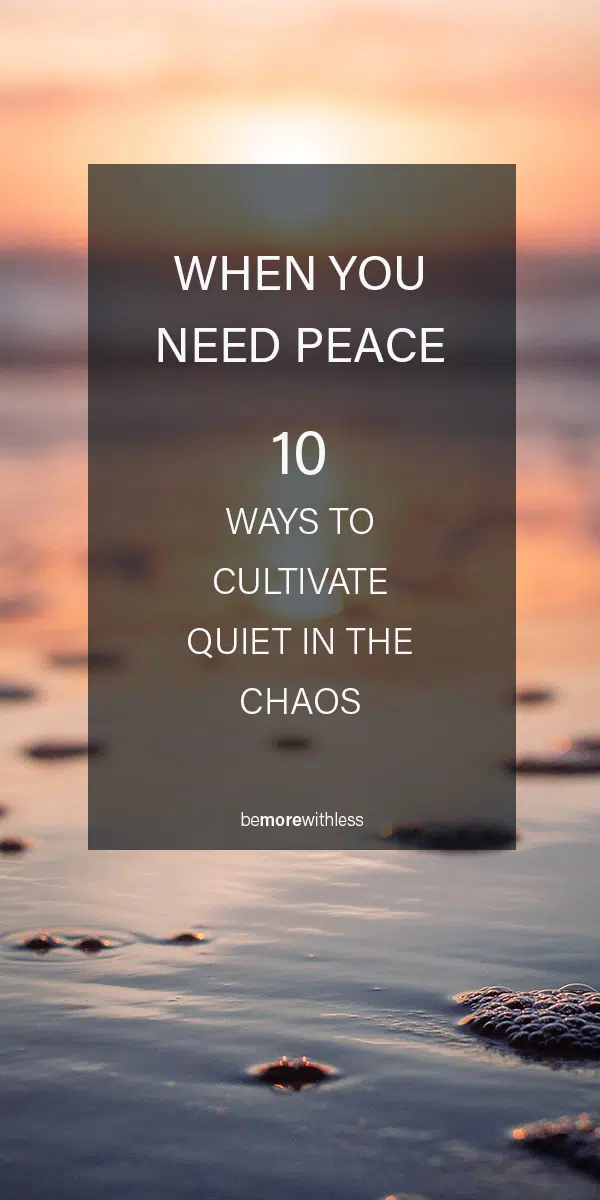 WHEN YOU
NEED PEACE
10
WAYS TO
CULTIVATE
QUIET IN THE
CHAOS
bemorewithless